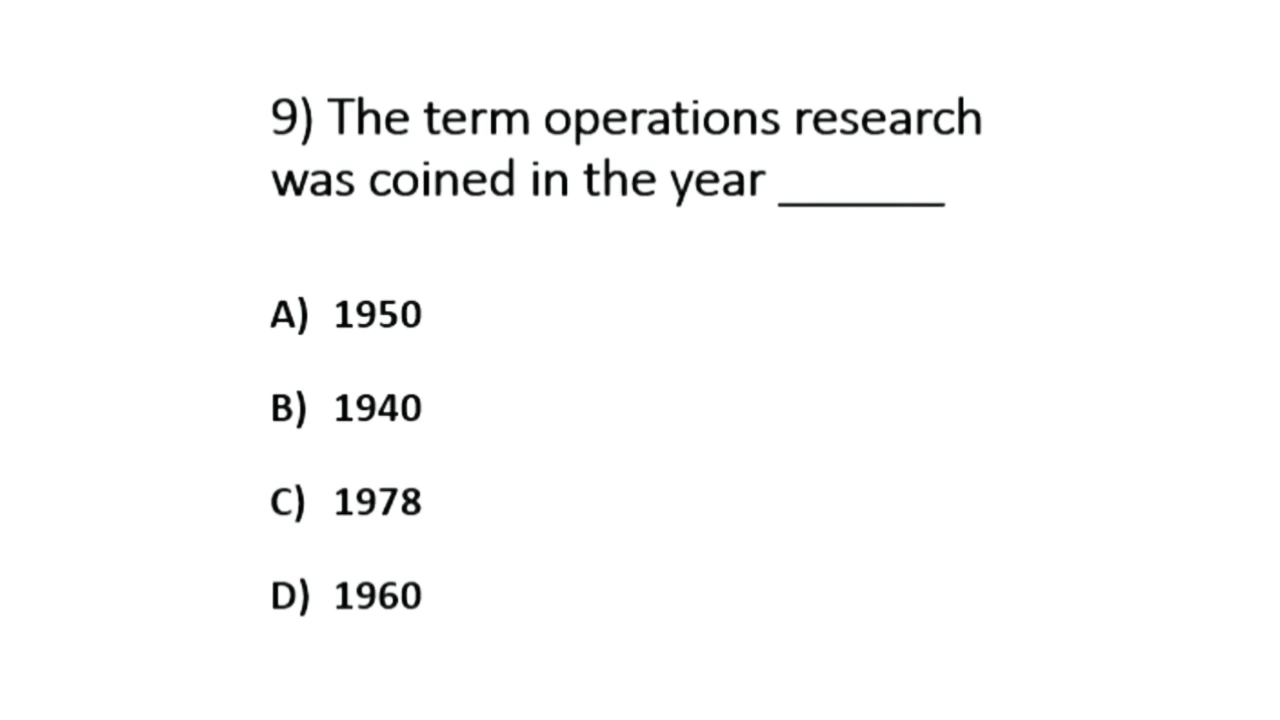 9) The term operations research
was coined in the year _______
A) 1950
B) 1940
C) 1978
D) 1960